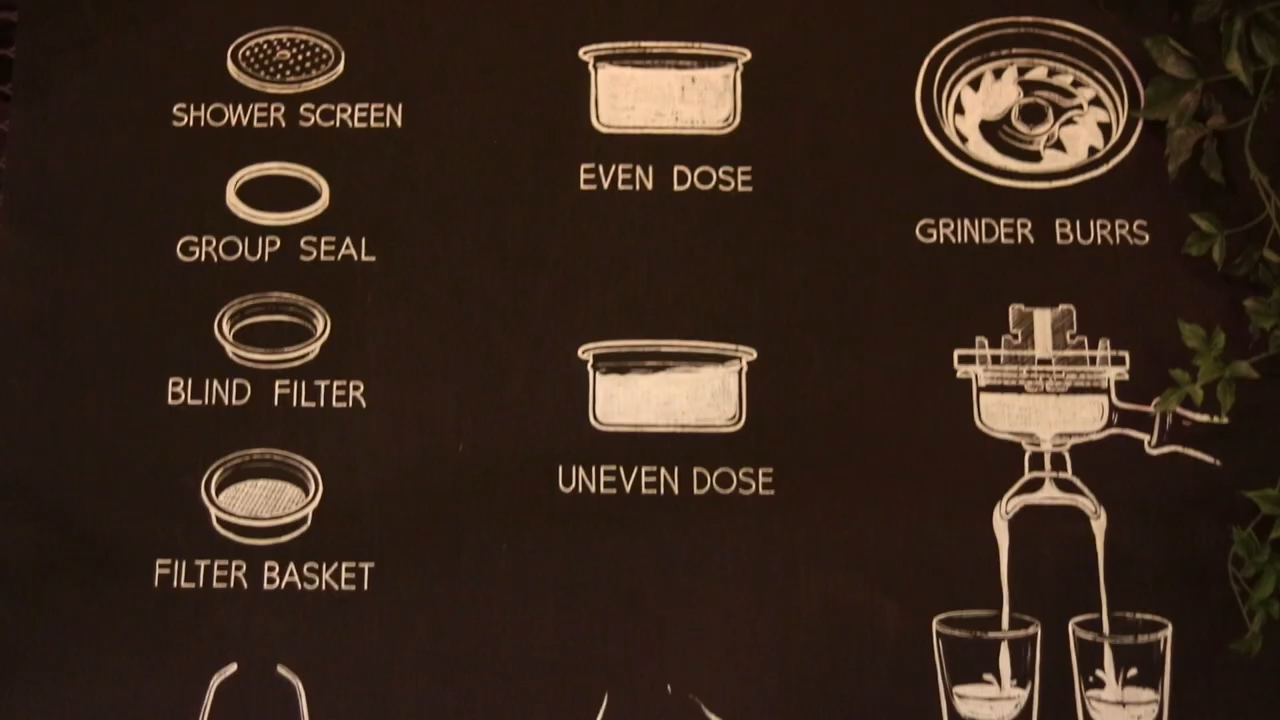 SHOWER SCREEN
GROUP SEAL
BLIND FILTER
FILTER BASKET
EVEN DOSE
UNEVEN DOSE
GRINDER BURRS